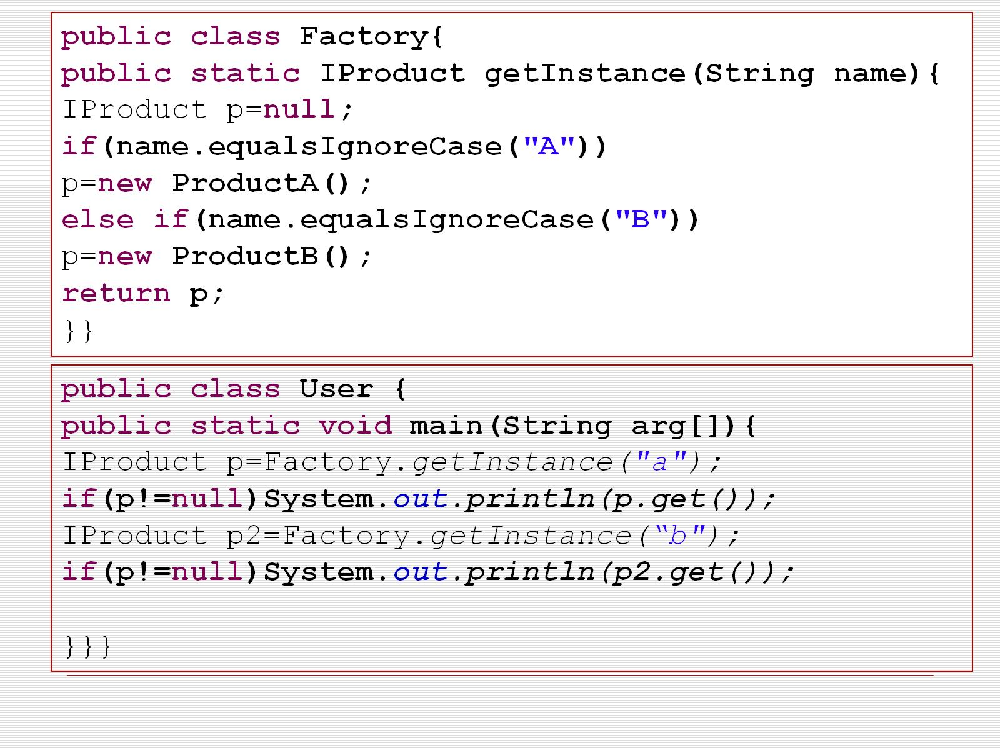 public class Factory{
public static IProduct getInstance(String name){
IProduct p=null;
if(name.equalsIgnoreCase("A"))
p=new ProductA();
else if(name.equalsIgnoreCase("B"))
p=new ProductB();
return p;
}}
public class User {
public static void main(String arg[]){
IProduct p=Factory.getInstance("a");
if(p!=null)System.out.println(p.get());
IProduct p2=Factory.getInstance(“b");
if(p!=null)System.out.println(p2.get());
}}}